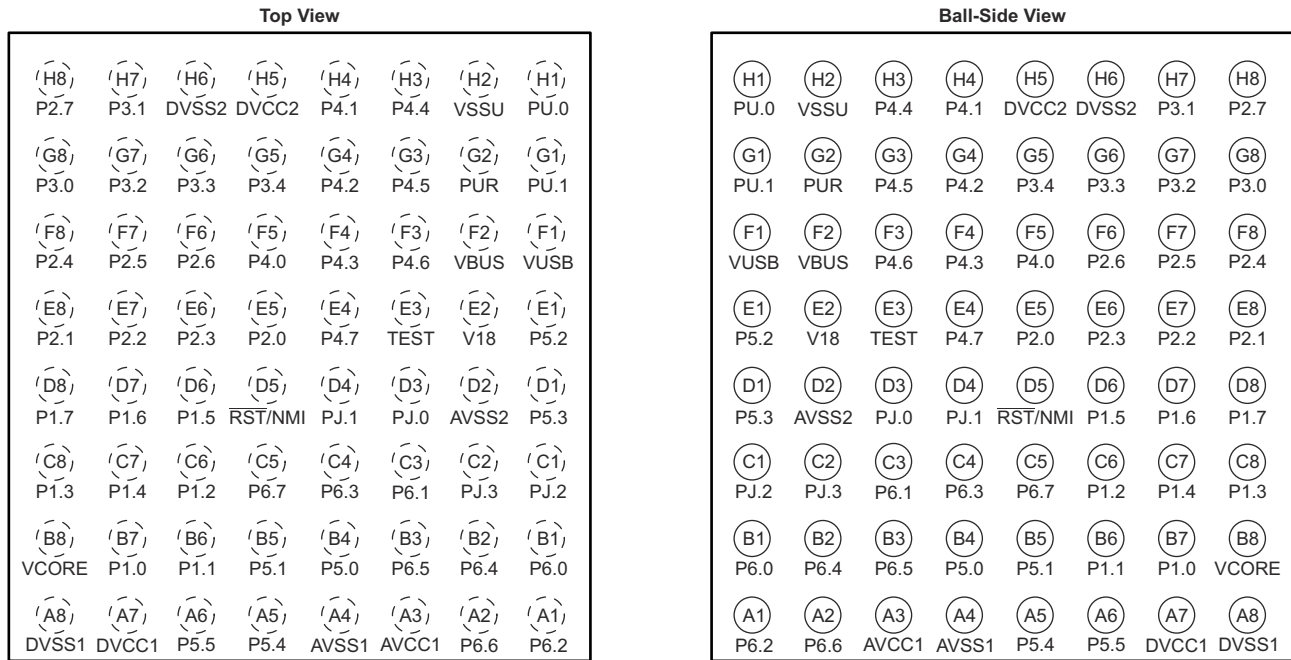 Top View
H8 H7 H6 H5 H4 H3 H2 H1
P2.7 P3.1 DVSS2 DVCC2 P4.1 P4.4 VSSU PU.0
G8 G7 G6 G5 G4 G3 G2 G1
P3.0 P3.2 P3.3 P3.4 P4.2 P4.5 PUR PU.1
F8 F7 F6 F5 F4 F3 F2 F1
P2.4 P2.5 P2.6 P4.0 P4.3 P4.6 VBUS VUSB
E8 E7 E6 E5 E4 E3 E2 E1
P2.1 P2.2 P2.3 P2.0 P4.7 TEST V18 P5.2
D8 D7 D6 D5 D4 D3 D2 D1
P1.7 P1.6 P1.5 RST/NMI PJ.1 PJ.0 AVSS2 P5.3
C8 C7 C6 C5 C4 C3 C2 C1
P1.3 P1.4 P1.2 P6.7 P6.3 P6.1 PJ.3 PJ.2
B8 B7 B6 B5 B4 B3 B2 B1
VCORE P1.0 P1.1 P5.1 P5.0 P6.5 P6.4 P6.0
A8 A7 A6 A5 A4 A3 A2 A1
DVSS1 DVCC1 P5.5 P5.4 AVSS1 AVCC1 P6.6 P6.2
Ball-Side View
H1 H2 H3 H4 H5 H6 H7 H8
PU.0 VSSU P4.4 P4.1 DVCC2 DVSS2 P3.1 P2.7
G1 G2 G3 G4 G5 G6 G7 G8
PU.1 PUR P4.5 P4.2 P3.4 P3.3 P3.2 P3.0
F1 F2 F3 F4 F5 F6 F7 F8
VUSB VBUS P4.6 P4.3 P4.0 P2.6 P2.5 P2.4
E1 E2 E3 E4 E5 E6 E7 E8
P5.2 V18 TEST P4.7 P2.0 P2.3 P2.2 P2.1
D1 D2 D3 D4 D5 D6 D7 D8
P5.3 AVSS2 PJ.0 PJ.1 RST/NMI P1.5 P1.6 P1.7
C1 C2 C3 C4 C5 C6 C7 C8
PJ.2 PJ.3 P6.1 P6.3 P6.7 P1.2 P1.4 P1.3
B1 B2 B3 B4 B5 B6 B7 B8
P6.0 P6.4 P6.5 P5.0 P5.1 P1.1 P1.0 VCORE
A1 A2 A3 A4 A5 A6 A7 A8
P6.2 P6.6 AVCC1 AVSS1 P5.4 P5.5 DVCC1 DVSS1